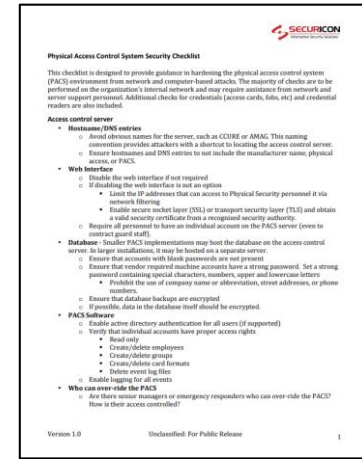 SECURICON
Information Security Solutions
Physical Access Control System Security Checklist
This checklist is designed to provide guidance in hardening the physical access control system
(PACS) environment from network and computer-based attacks. The majority of checks are to be
performed on the organization's internal network and may require assistance from network and
server support personnel. Additional checks for credentials (access cards, fobs, etc) and credential
readers are also included.
Access control server
• Hostname/DNS entries
o Avoid obvious names for the server, such as CCURE or AMAG. This naming
convention provides attackers with a shortcut to locating the access control server.
o Ensure hostnames and DNS entries to not include the manufacturer name, physical
access, or PACS.
• Web Interface
o Disable the web interface if not required
o If disabling the web interface is not an option
▪ Limit the IP addresses that can access to Physical Security personnel it via
network filtering
▪ Enable secure socket layer (SSL) or transport security layer (TLS) and obtain
a valid security certificate from a recognized security authority.
o Require all personnel to have an individual account on the PACS server (even to
contract guard staff).
• Database - Smaller PACS implementations may host the database on the access control
server. In larger installations, it may be hosted on a separate server.
o Ensure that accounts with blank passwords are not present
o Ensure that vendor required machine accounts have a strong password. Set a strong
password containing special characters, numbers, upper and lowercase letters
▪ Prohibit the use of company name or abbreviation, street addresses, or phone
numbers.
o Ensure that database backups are encrypted
o If possible, data in the database itself should be encrypted.
• PACS Software
o Enable active directory authentication for all users (if supported)
o Verify that individual accounts have proper access rights
▪ Read only
▪ Create/delete employees
▪ Create/delete groups
▪ Create/delete card formats
▪ Delete event log files
o Enable logging for all events
• Who can over-ride the PACS
o Are there senior managers or emergency responders who can over-ride the PACS?
How is their access controlled?
Version 1.0 Unclassified: For Public Release 1